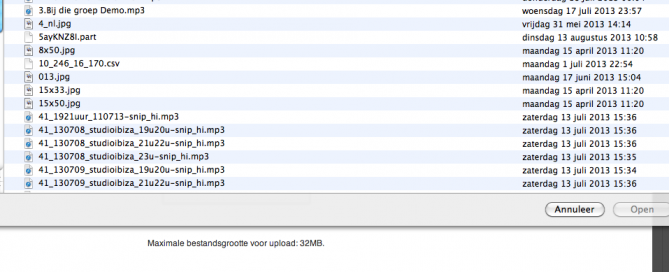 3.Bij die groep Demo.mp3 woensdag 17 juli 2013 23:57
4_nl.jpg vrijdag 31 mei 2013 14:14
5ayKNZ8I.part dinsdag 13 augustus 2013 10:58
8x50.jpg maandag 15 april 2013 11:20
10_246_16_170.csv maandag 1 juli 2013 22:54
013.jpg maandag 17 juni 2013 15:04
15x33.jpg maandag 15 april 2013 11:20
15x50.jpg maandag 15 april 2013 11:20
41_1921uur_110713-snip_hi.mp3 zaterdag 13 juli 2013 15:36
41_130708_studioibiza_19u20u-snip_hi.mp3 zaterdag 13 juli 2013 15:36
41_130708_studioibiza_21u22u-snip_hi.mp3 zaterdag 13 juli 2013 15:36
41_130708_studioibiza_23u-snip_hi.mp3 zaterdag 13 juli 2013 15:35
41_130709_studioibiza_19u20u-snip_hi.mp3 zaterdag 13 juli 2013 15:34
41_130709_studioibiza_21u22u-snip_hi.mp3 zaterdag 13 juli 2013 15:36
Annuleer Open
Maximale bestandsgrootte voor upload: 32MB.